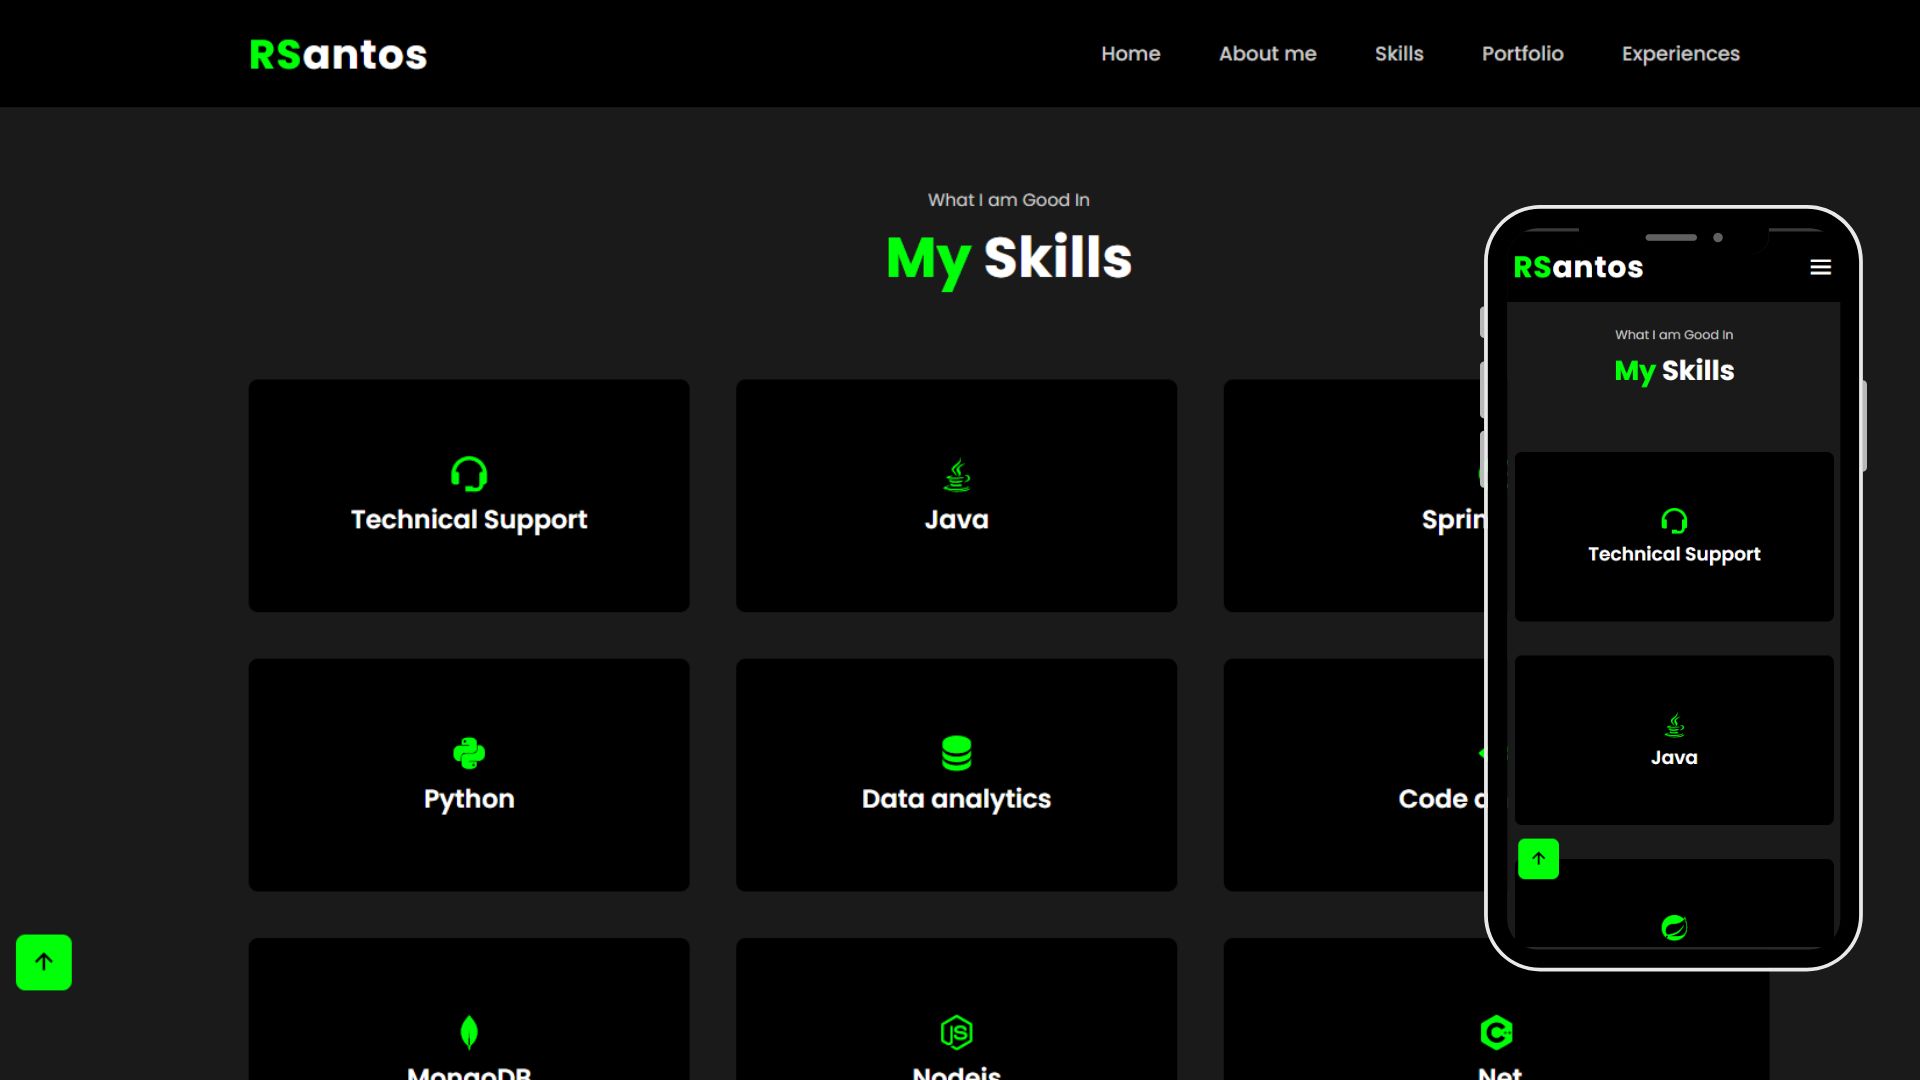 RSantos
Home About me Skills Portfolio Experiences
What I am Good In
My Skills
Technical Support
Java
Python
Data analytics
Code
MongoDB
Nodejs
Net
RSantos
What I am Good In
My Skills
Technical Support
Java